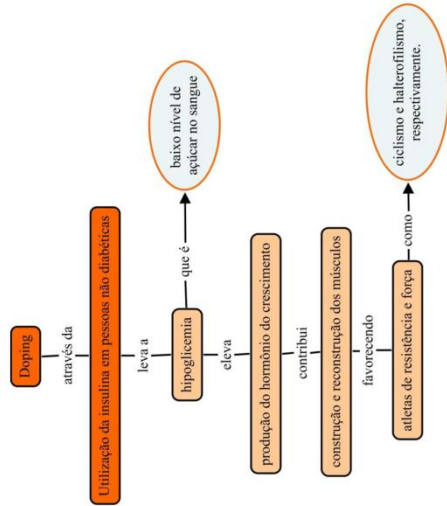 Doping
através da
Utilização da insulina em pessoas não diabéticas
leva a
hipoglicemia
que é
baixo nível de
açúcar no sangue
eleva
produção do hormônio do crescimento
contribui
construção e reconstrução dos músculos
favorecendo
atletas de resistência e força
como
ciclismo e halterofilismo,
respectivamente.